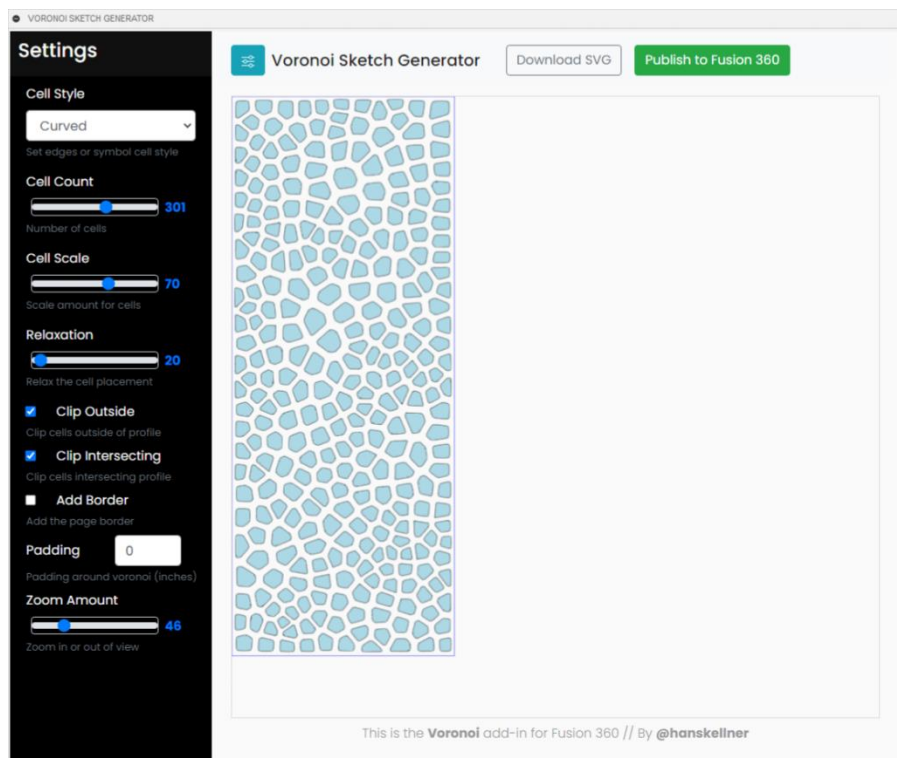 VORONOI SKETCH GENERATOR
Settings
Voronoi Sketch Generator
Download SVG
Publish to Fusion 360
Cell Style
Curved
Set edges or symbol cell style
Cell Count
301
Number of cells
Cell Scale
70
Scale amount for cells
Relaxation
20
Relax the cell placement
Clip Outside
Clip cells outside of profile
Clip Intersecting
Clip cells intersecting profile
Add Border
Add the page border
Padding
0
Padding around voronoi (inches)
Zoom Amount
46
Zoom in or out of view
This is the Voronoi add-in for Fusion 360 // By @hanskellner